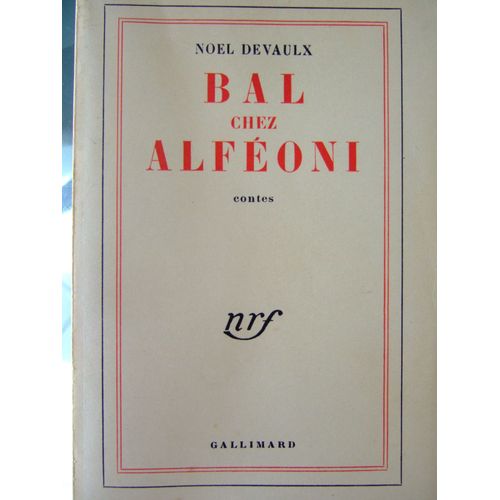 NOEL DEVAULX
BAL
CHEZ
ALFÉONI
contes
nrf
GALLIMARD